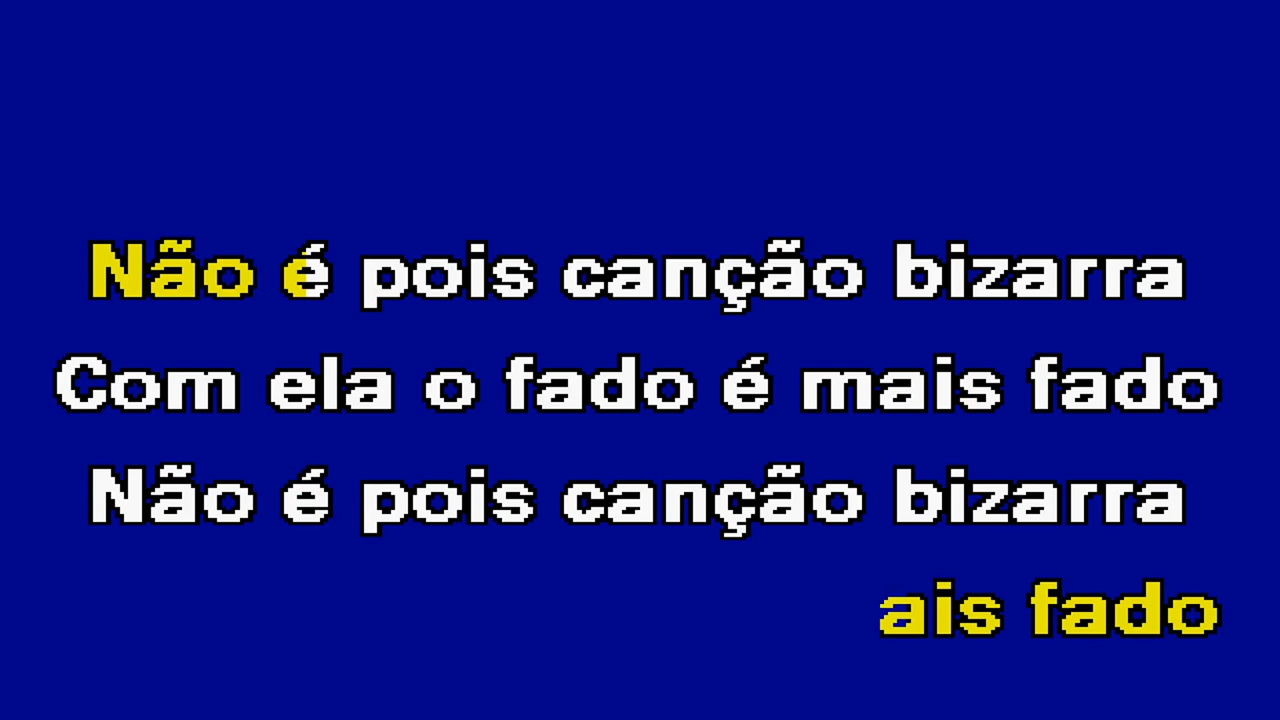 Não é pois canção bizarra
Com ela o fado é mais fado
Não é pois canção bizarra
ais fado